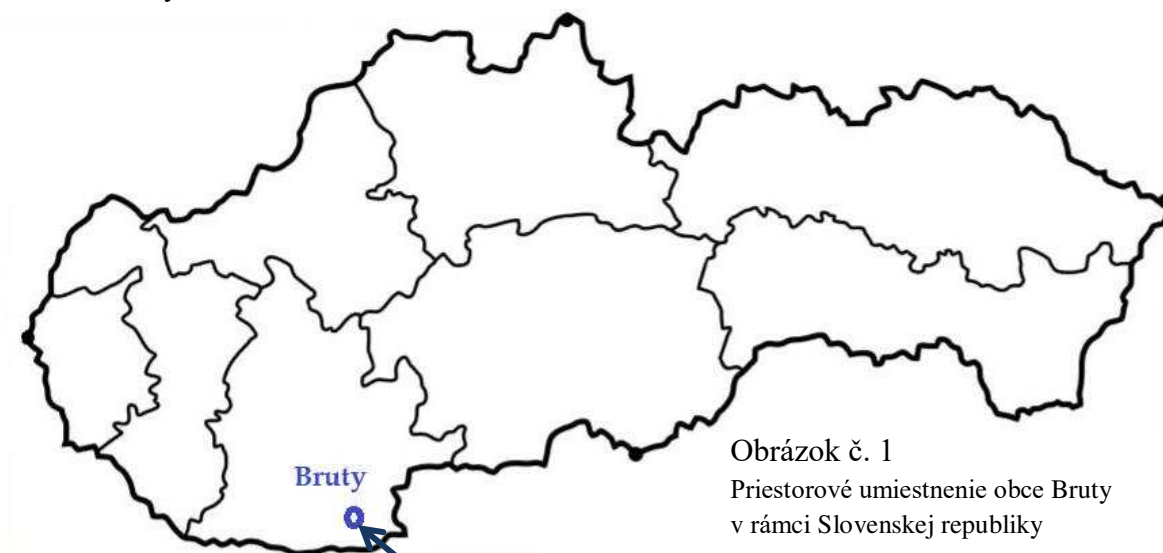 Bruty
Obrázok č. 1
Priestorové umiestnenie obce Bruty
v rámci Slovenskej republiky